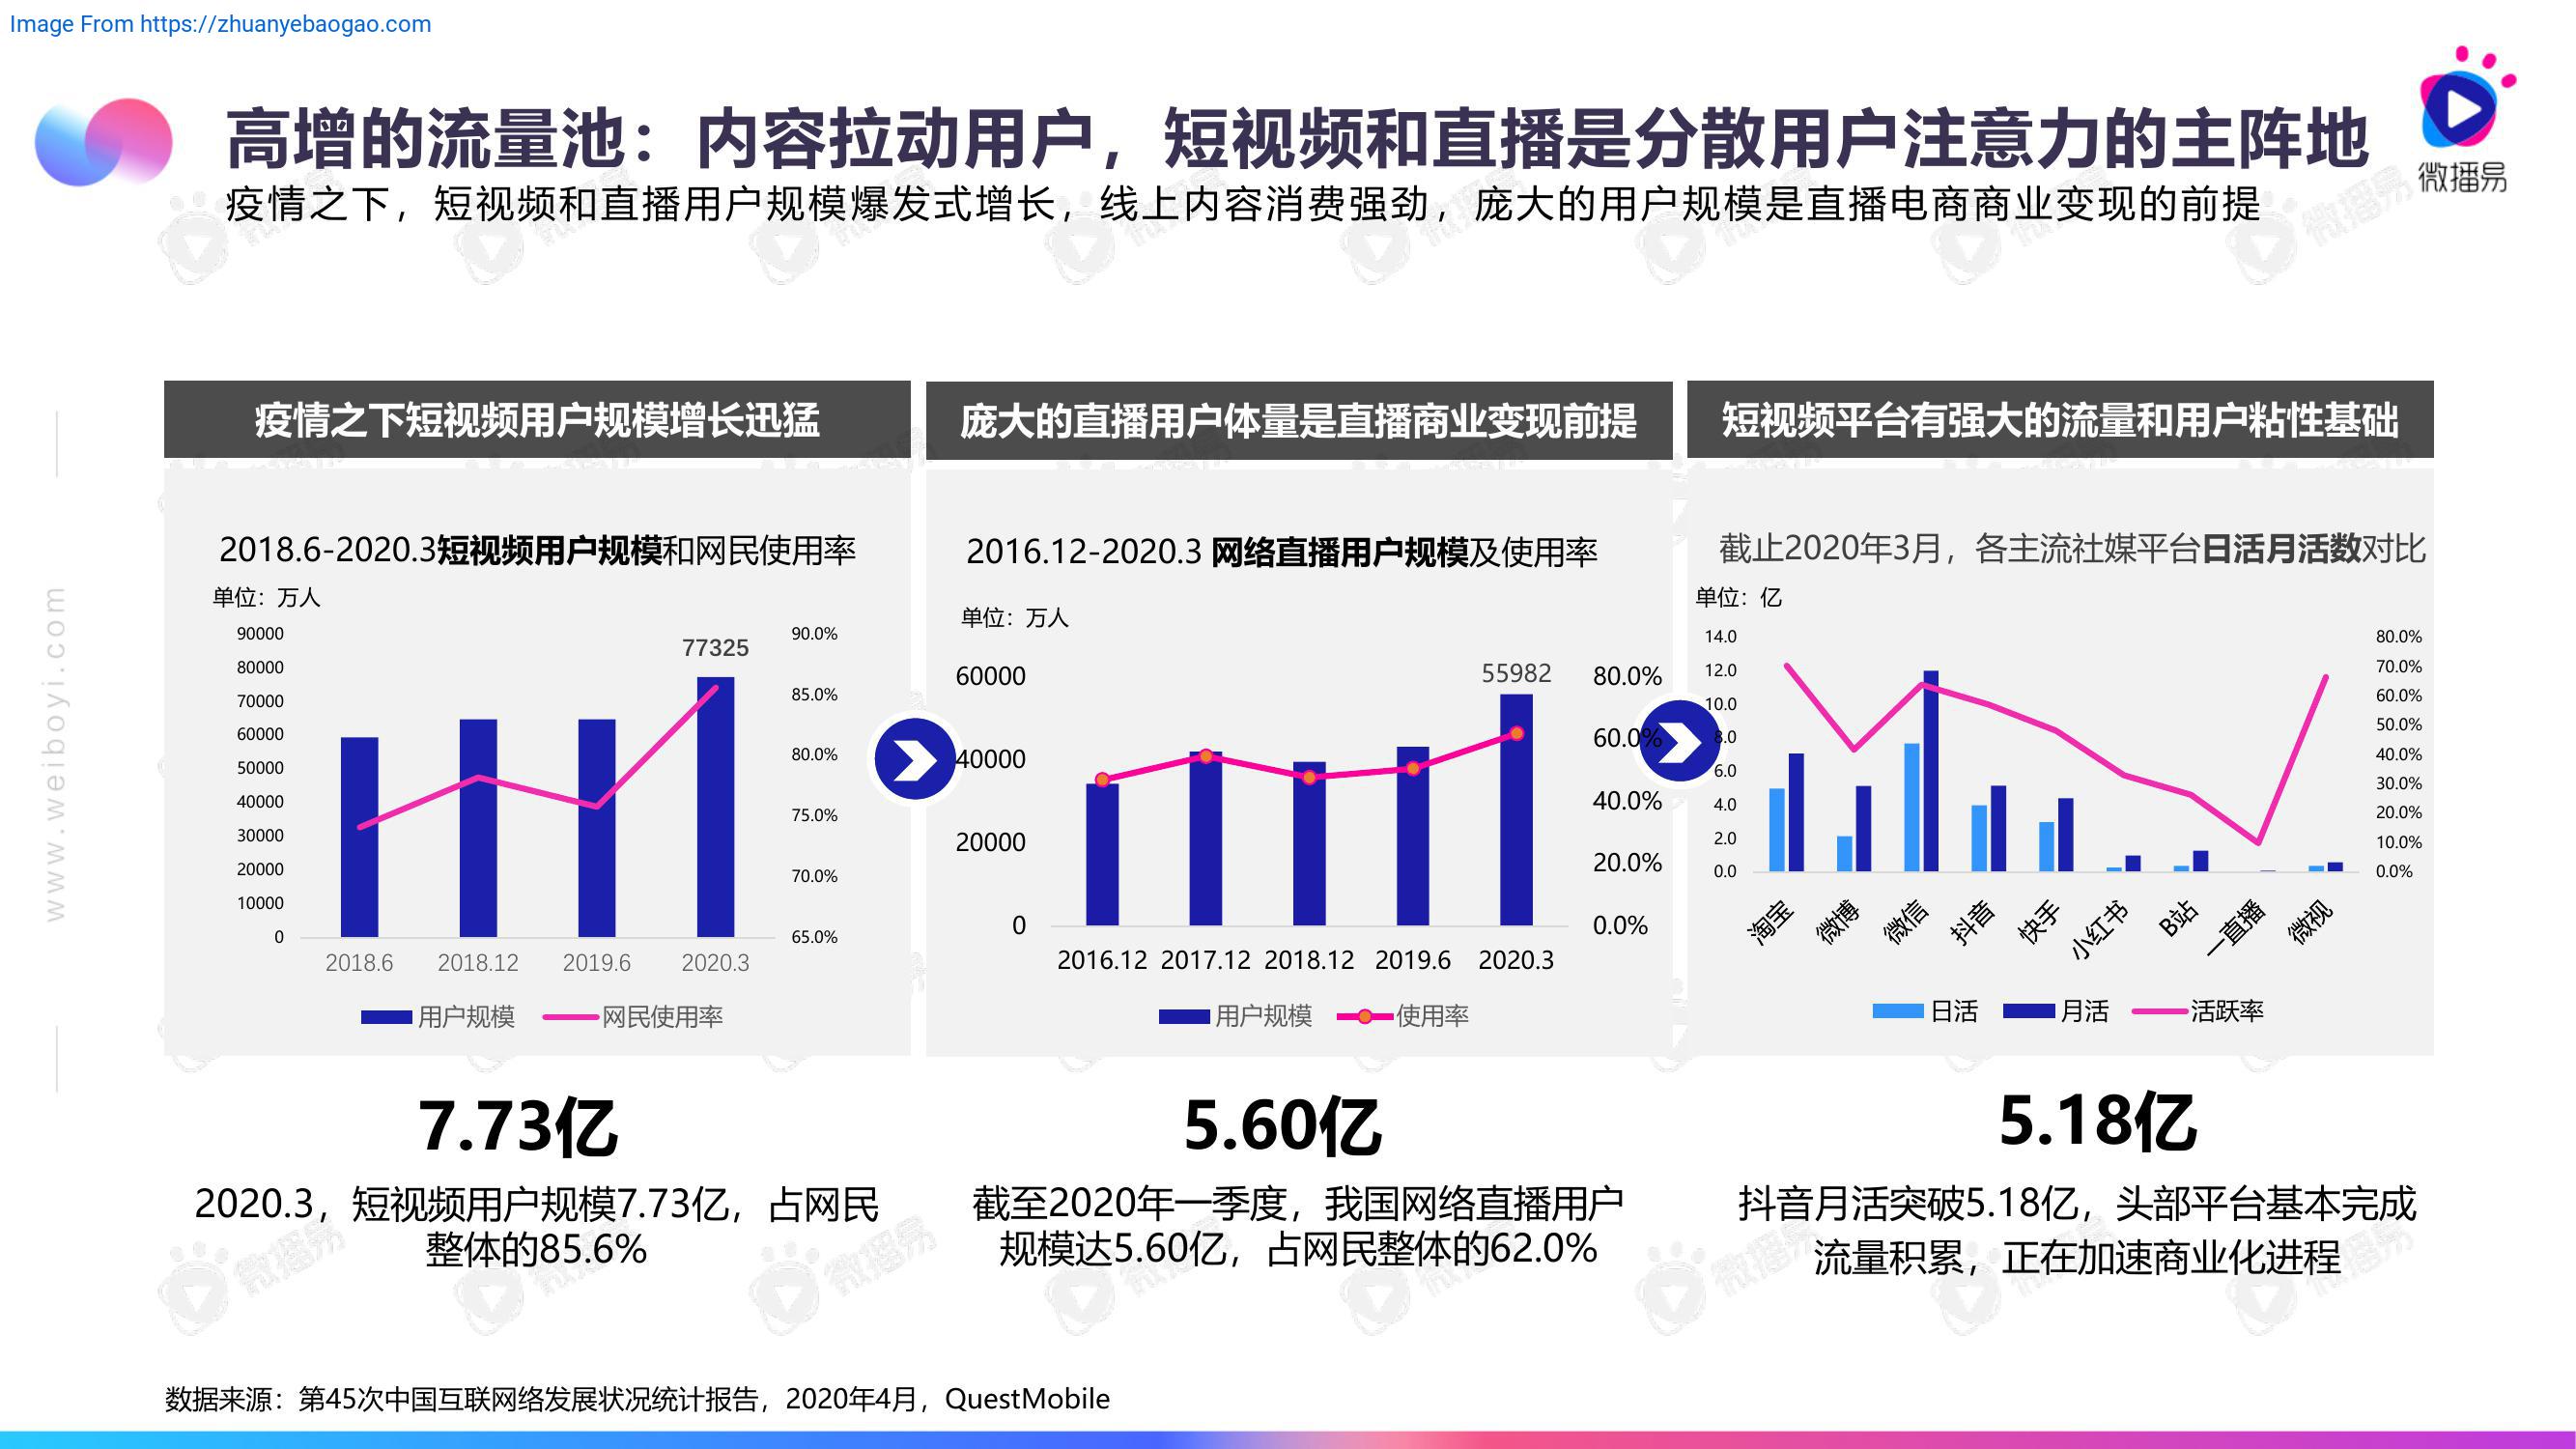 Image From https://zhuanyebaogao.com
高增的流量池：内容拉动用户，短视频和直播是分散用户注意力的主阵地
微播易
疫情之下，短视频和直播用户规模爆发式增长，线上内容消费强劲，庞大的用户规模是直播电商商业变现的前提
www.weiboyi.com
疫情之下短视频用户规模增长迅猛
2018.6-2020.3短视频用户规模和网民使用率
单位：万人
90000
80000
70000
60000
50000
40000
30000
20000
10000
0
77325
90.0%
85.0%
80.0%
75.0%
70.0%
65.0%
2018.6 2018.12 2019.6 2020.3
用户规模 网民使用率
7.73亿
2020.3，短视频用户规模7.73亿，占网民
整体的85.6%
庞大的直播用户体量是直播商业变现前提
2016.12-2020.3 网络直播用户规模及使用率
单位：万人
60000
40000
20000
0
55982
80.0%
60.0%
40.0%
20.0%
0.0%
2016.12 2017.12 2018.12 2019.6 2020.3
用户规模 使用率
5.60亿
截至2020年一季度，我国网络直播用户
规模达5.60亿，占网民整体的62.0%
短视频平台有强大的流量和用户粘性基础
截止2020年3月，各主流社媒平台日活月活数对比
单位：亿
14.0
12.0
10.0
8.0
6.0
4.0
2.0
0.0
80.0%
70.0%
60.0%
50.0%
40.0%
30.0%
20.0%
10.0%
0.0%
淘宝 微博 微信 抖音 快手 小红书 B站 一直播 微视
日活 月活 活跃率
5.18亿
抖音月活突破5.18亿，头部平台基本完成
流量积累，正在加速商业化进程
数据来源：第45次中国互联网络发展状况统计报告，2020年4月，QuestMobile